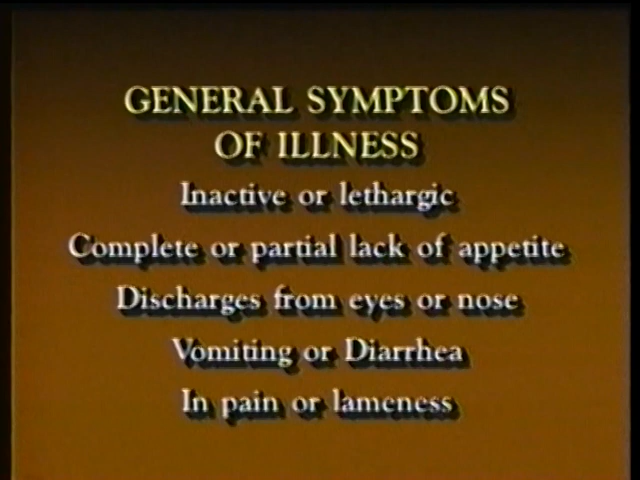 GENERAL SYMPTOMS
OF ILLNESS
Inactive or lethargic
Complete or partial lack of appetite
Discharges from eyes or nose
Vomiting or Diarrhea
In pain or lameness